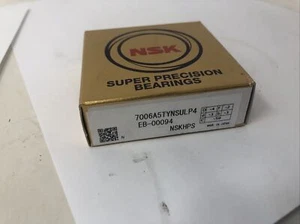 NSK
SUPER PRECISION
BEARINGS
7006A5TYNSULP4
EB-00094
NSKHPS